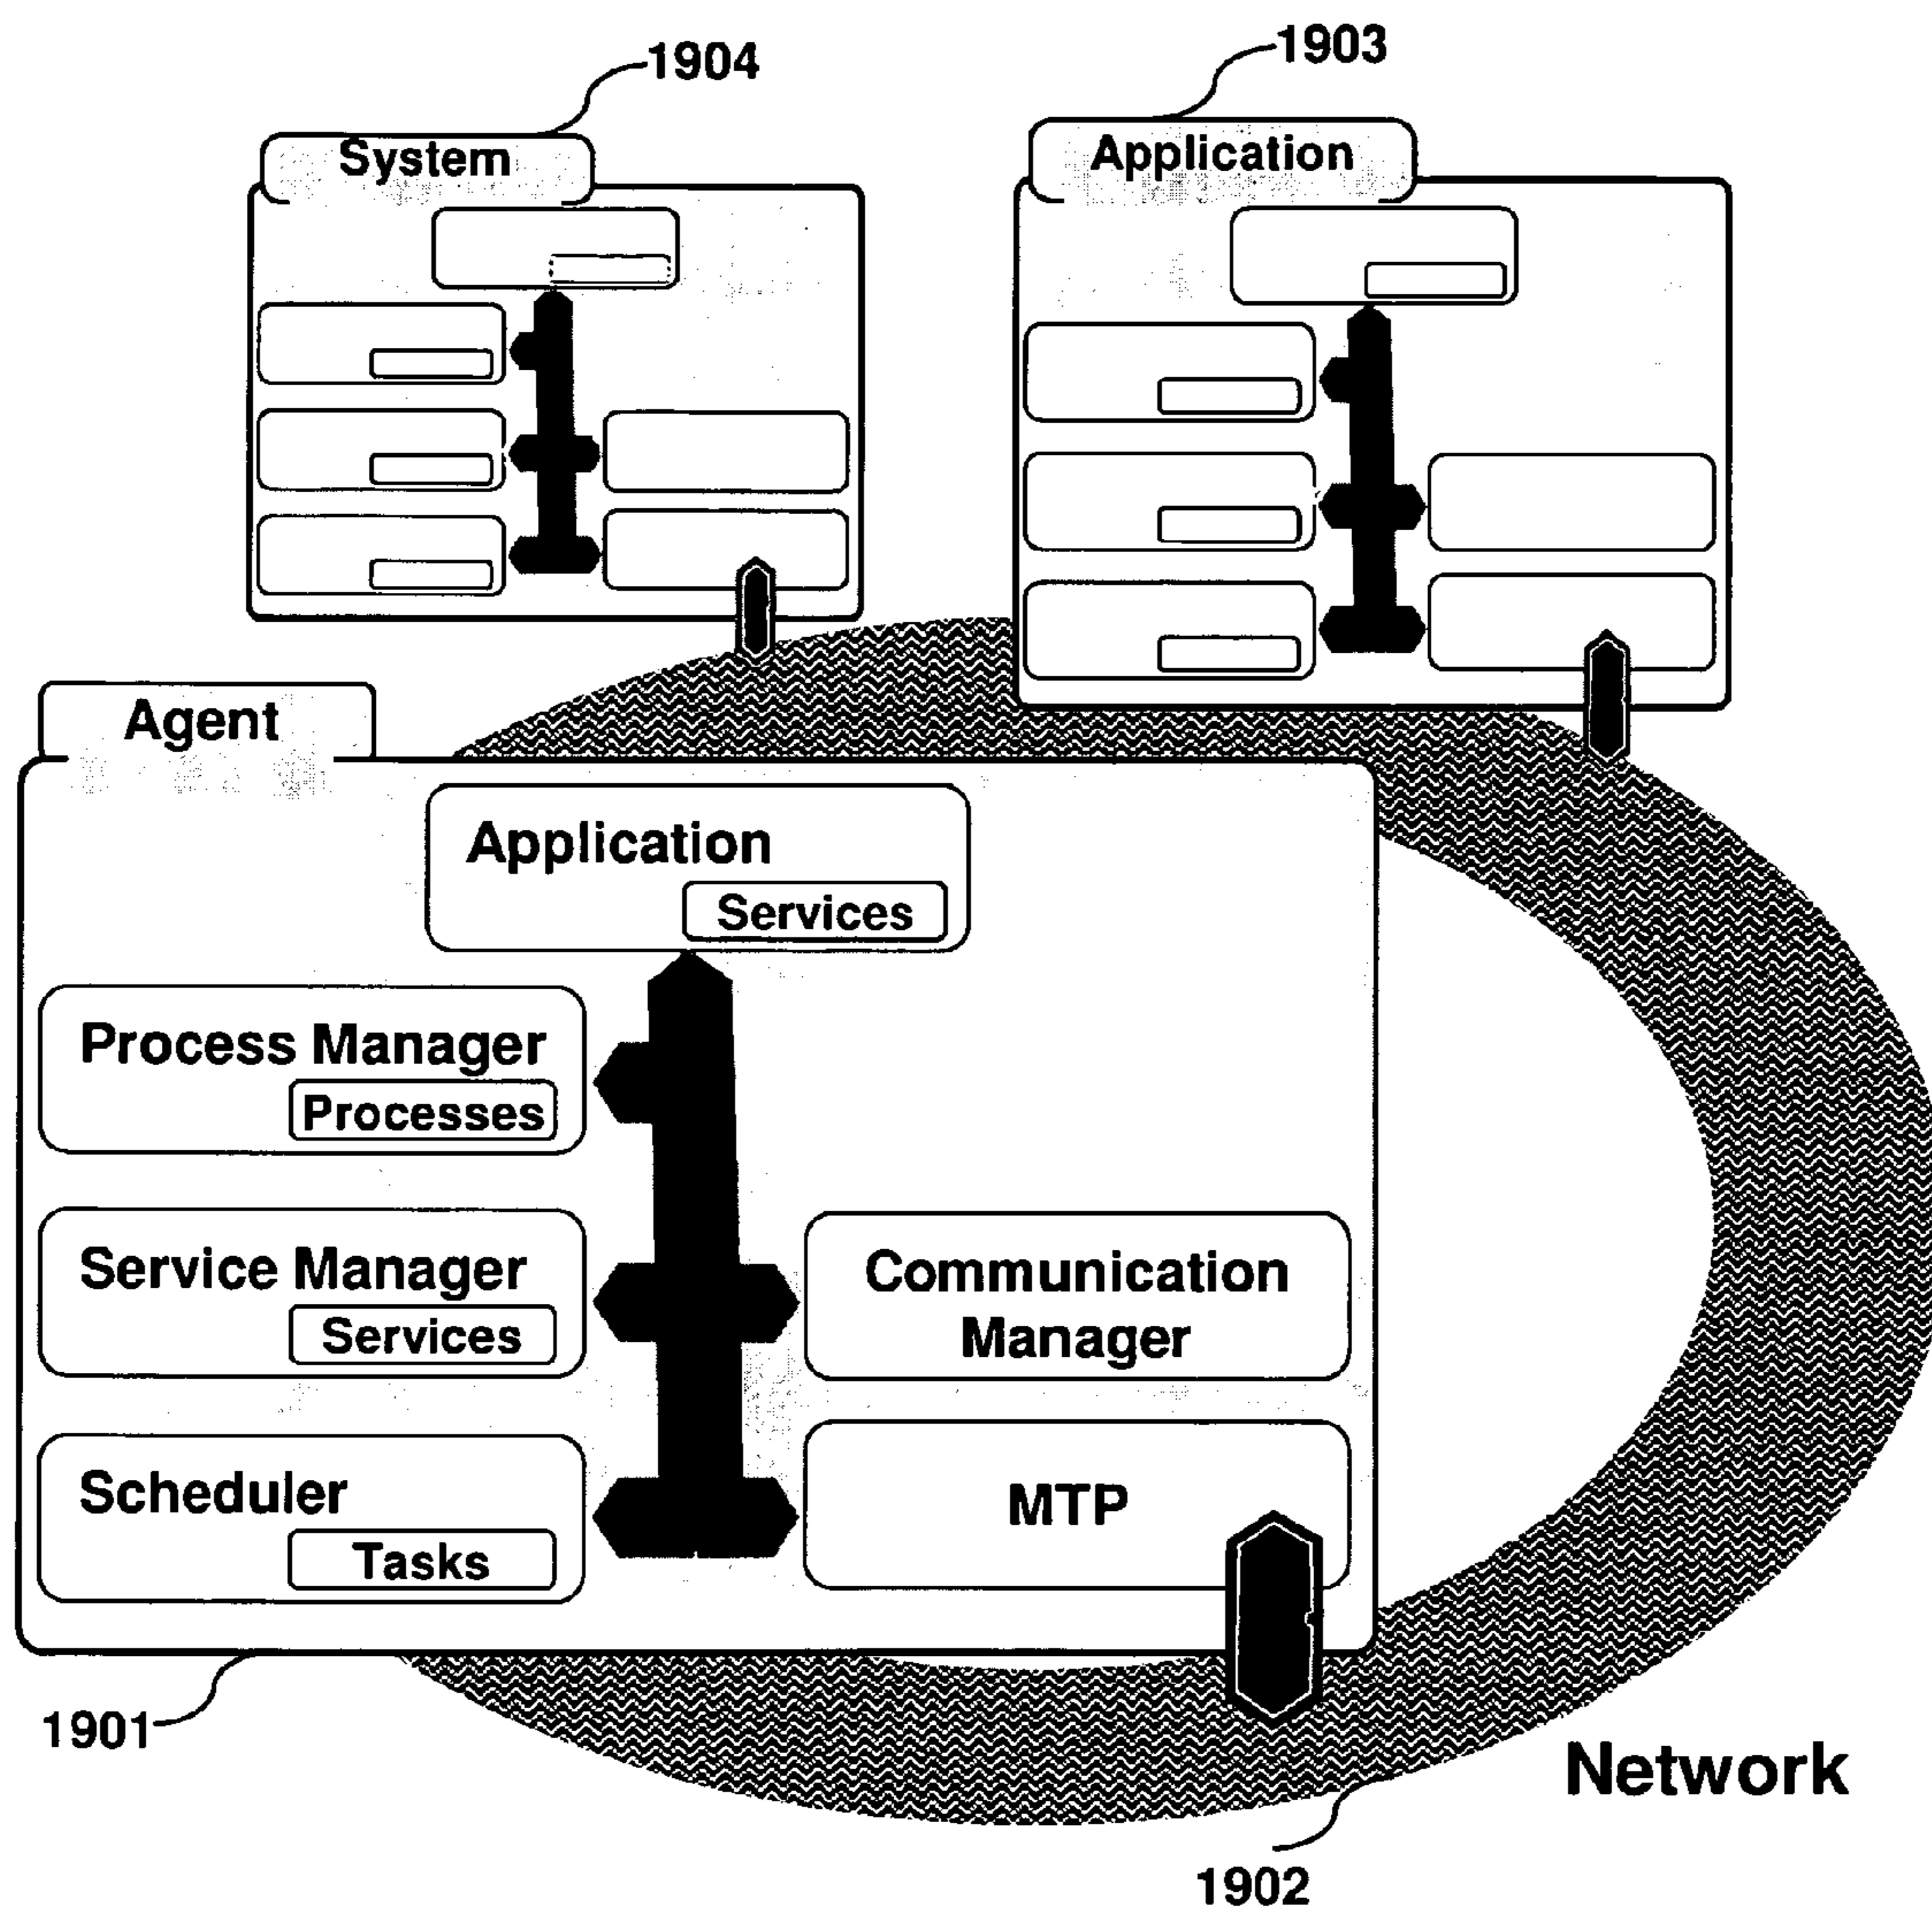 1904
1903
System
Application
Agent
Application
Services
Process Manager
Processes
Service Manager
Services
Communication
Manager
Scheduler
Tasks
MTP
1901
Network
1902